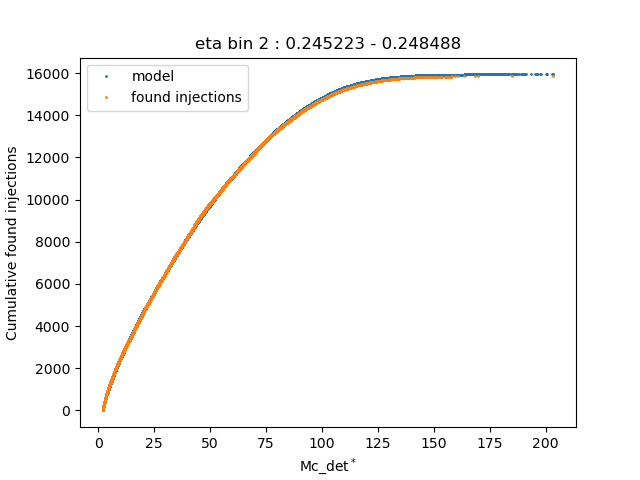 eta bin 2 : 0.245223 - 0.248488
model
found injections
Cumulative found injections
16000
14000
12000
10000
8000
6000
4000
2000
0
0 25 50 75 100 125 150 175 200
Mc_det*